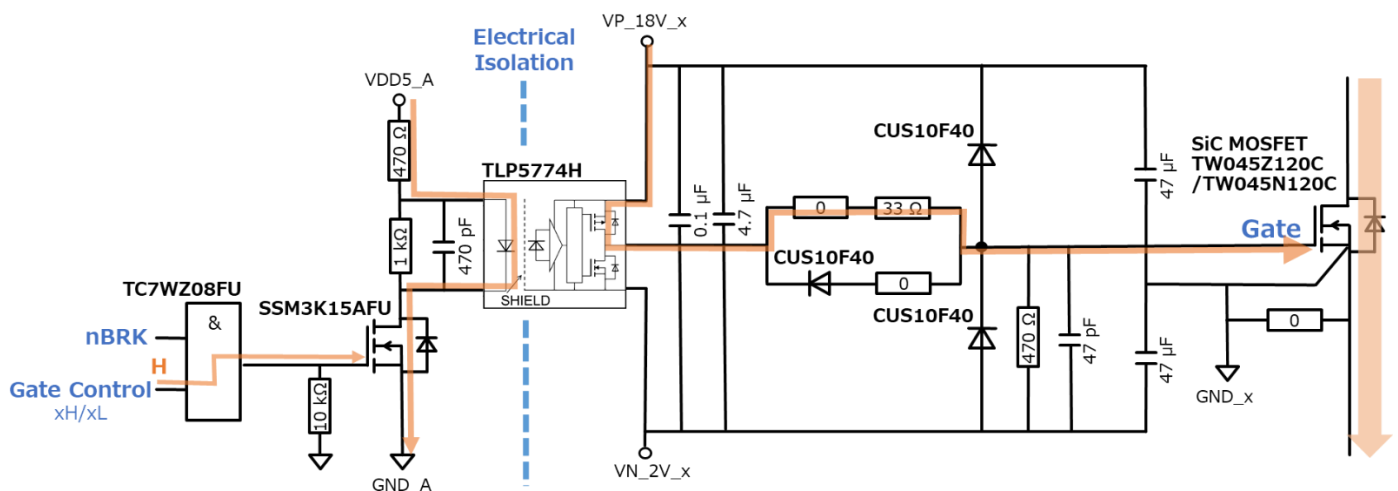 VP_18V_x
Electrical
Isolation
VDD5_A
470 Ω
TLP5774H
CUS10F40
SiC MOSFET
TW045Z120C
/TW045N120C
47 µF
0.1 µF
4.7 µF
0
33 Ω
1 kΩ
470 pF
Gate
CUS10F40
0
TC7WZ08FU
SSM3K15AFU
SHIELD
CUS10F40
&
nBRK
H
Gate Control
xH/xL
10 kΩ
470 Ω
47 pF
47 µF
0
GND_x
VN_2V_x
GND_A